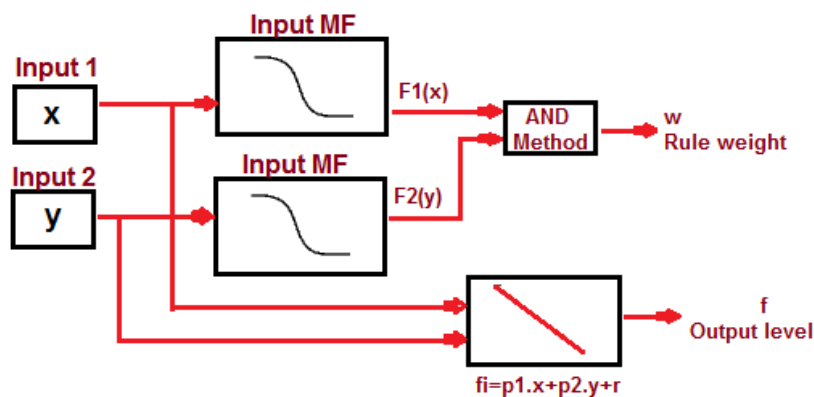 Input MF
Input 1
x
F1(x)
AND
Method
w
Rule weight
Input MF
Input 2
y
F2(y)
f
Output level
fi=p1.x+p2.y+r